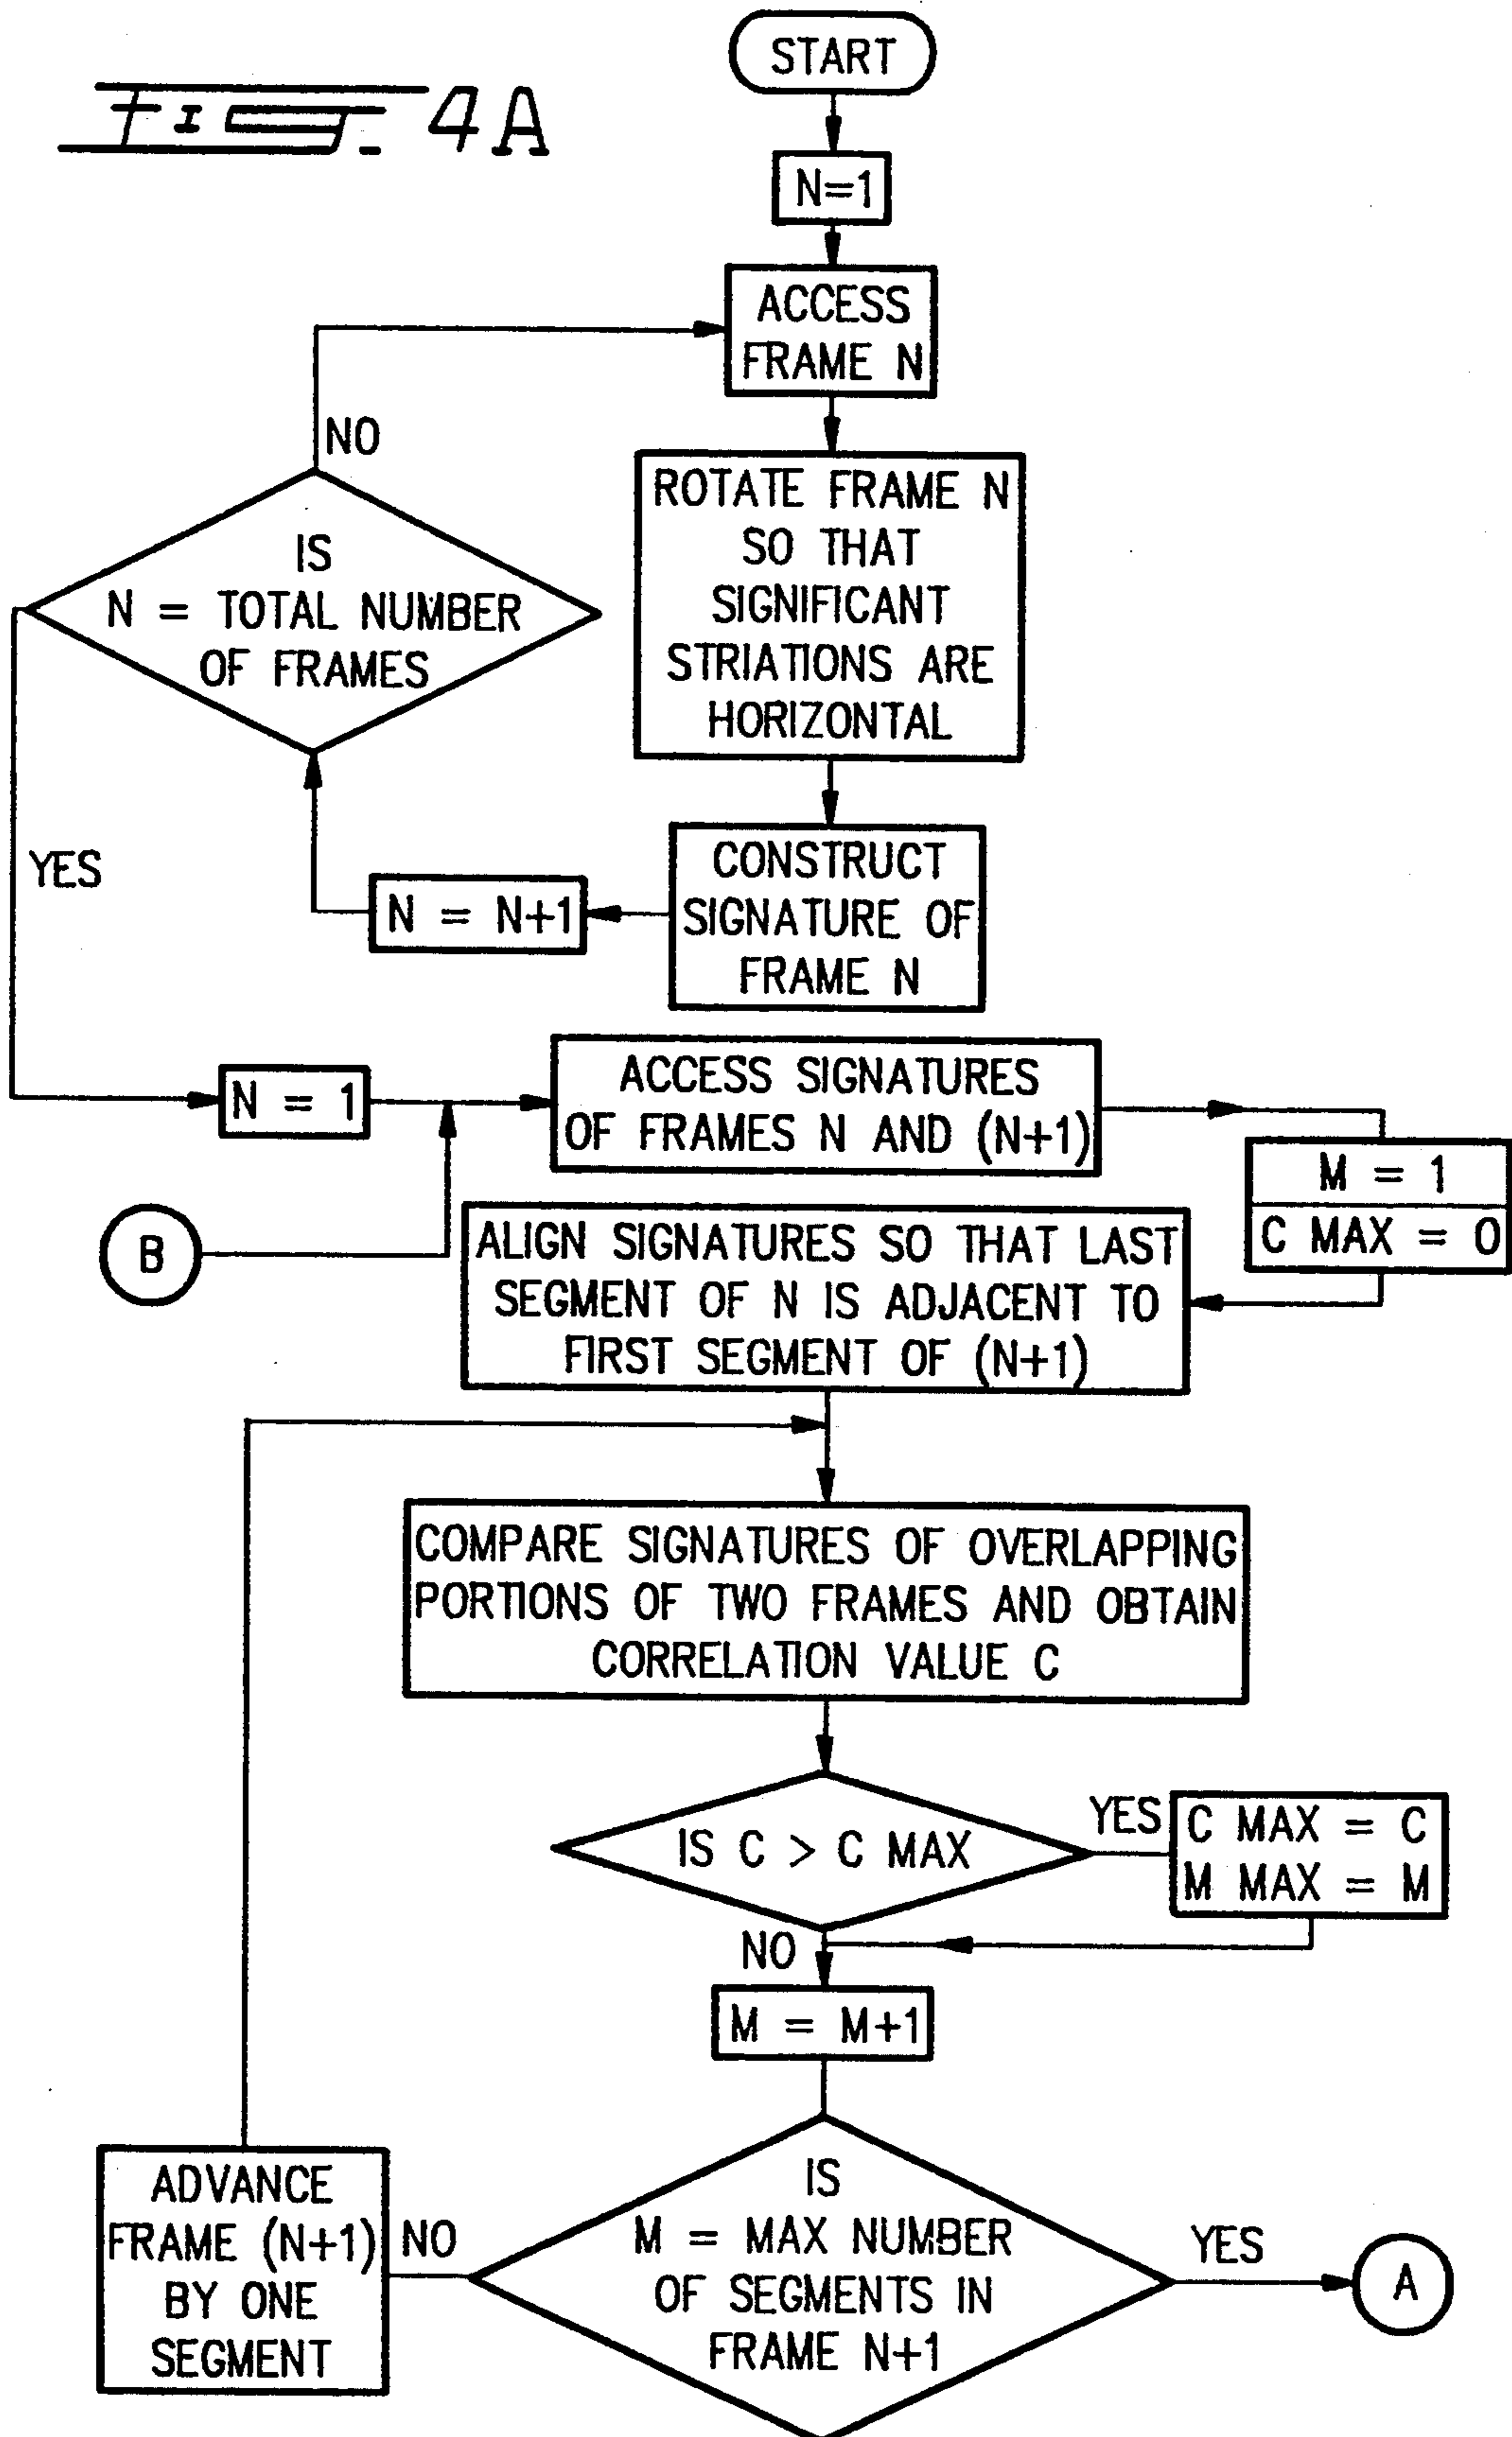 FIG. 4A
START
N=1
ACCESS
FRAME N
NO
IS
N = TOTAL NUMBER
OF FRAMES
ROTATE FRAME N
SO THAT
SIGNIFICANT
STRIATIONS ARE
HORIZONTAL
YES
CONSTRUCT
SIGNATURE OF
FRAME N
N = N+1
N = 1
ACCESS SIGNATURES
OF FRAMES N AND (N+1)
M = 1
C MAX = 0
B
ALIGN SIGNATURES SO THAT LAST
SEGMENT OF N IS ADJACENT TO
FIRST SEGMENT OF (N+1)
COMPARE SIGNATURES OF OVERLAPPING
PORTIONS OF TWO FRAMES AND OBTAIN
CORRELATION VALUE C
IS C > C MAX
YES
C MAX = C
M MAX = M
NO
M = M+1
ADVANCE
FRAME (N+1)
BY ONE
SEGMENT
NO
IS
M = MAX NUMBER
OF SEGMENTS IN
FRAME N+1
YES
A